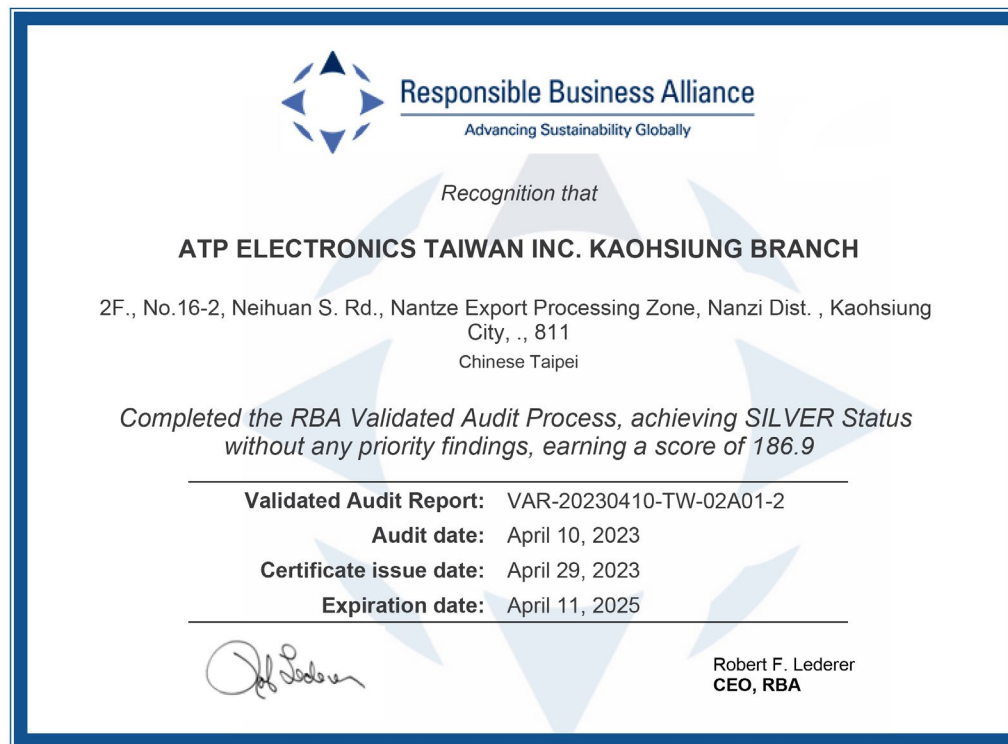 Responsible Business Alliance
Advancing Sustainability Globally
Recognition that
ATP ELECTRONICS TAIWAN INC. KAOHSIUNG BRANCH
2F., No.16-2, Neihuan S. Rd., Nantze Export Processing Zone, Nanzi Dist. , Kaohsiung
City, ., 811
Chinese Taipei
Completed the RBA Validated Audit Process, achieving SILVER Status
without any priority findings, earning a score of 186.9
Validated Audit Report: VAR-20230410-TW-02A01-2
Audit date: April 10, 2023
Certificate issue date: April 29, 2023
Expiration date: April 11, 2025
Rob Lederer
Robert F. Lederer
CEO, RBA